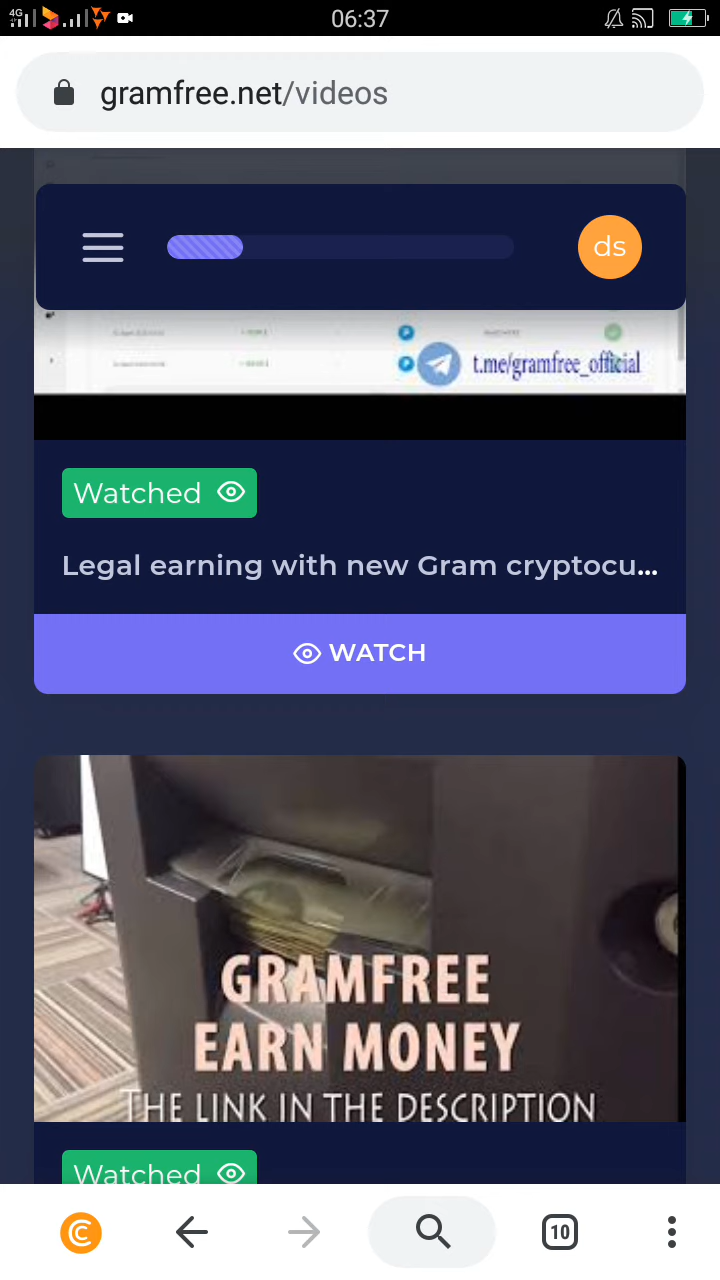 4G
06:37
gramfree.net/videos
ds
t.me/gramfree_official
Watched
Legal earning with new Gram cryptocu...
WATCH
GRAMFREE
EARN MONEY
THE LINK IN THE DESCRIPTION
Watched
10